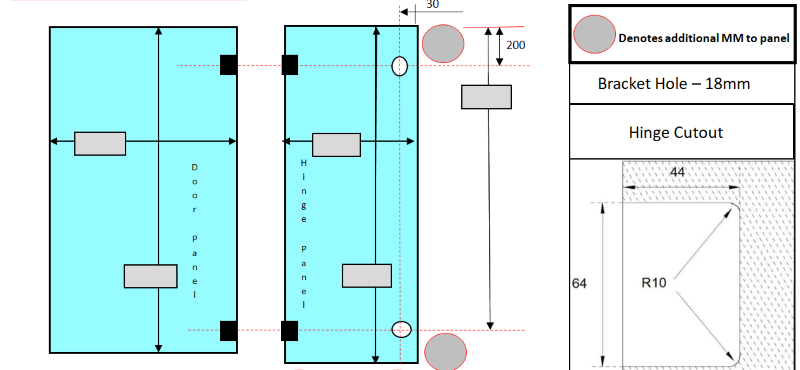 30
200
Door Panel
Hinge Panel
Denotes additional MM to panel
Bracket Hole – 18mm
Hinge Cutout
44
64
R10